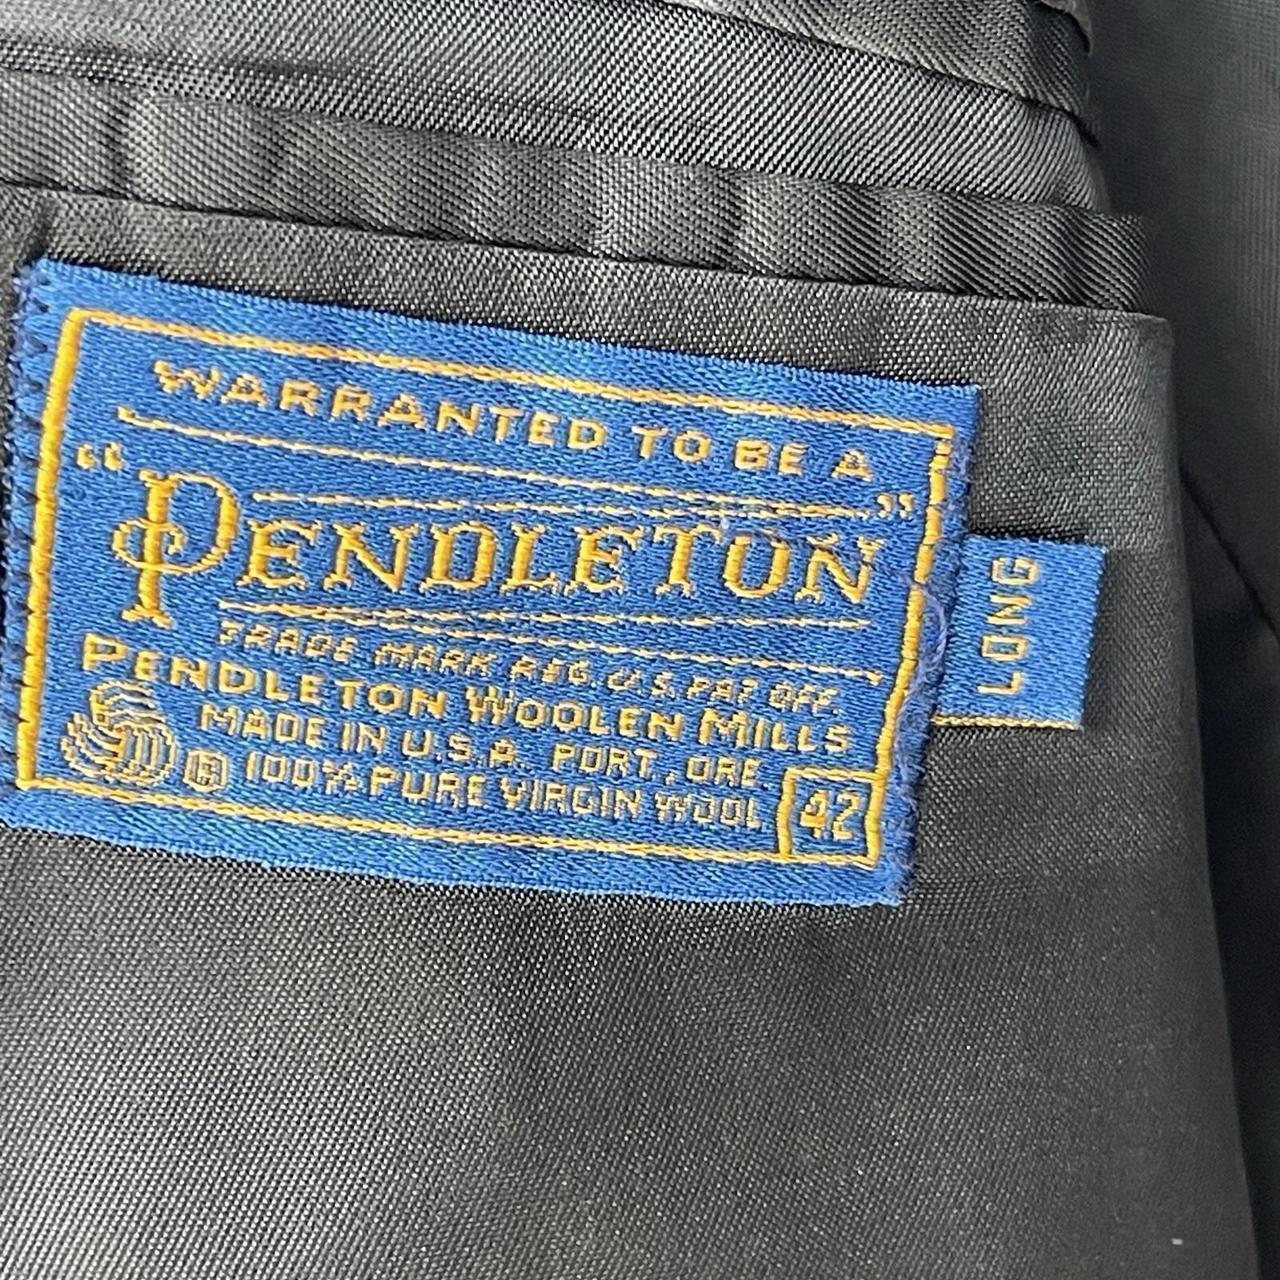 WARRANTED TO BE A
"PENDLETON"
TRADE MARK REG. U.S. PAT. OFF.
PENDLETON WOOLEN MILLS
MADE IN U.S.A. PORT., ORE.
® 100% PURE VIRGIN WOOL
42
LONG